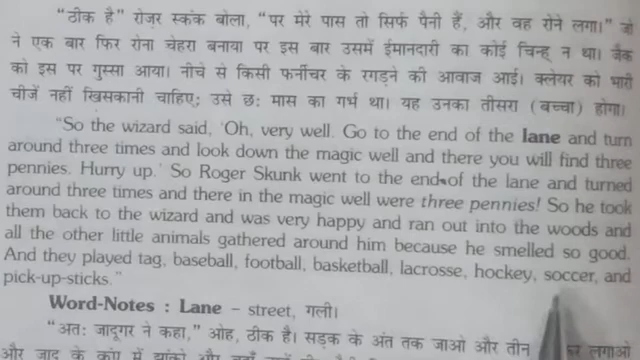 "ठीक है" रोज़र स्कंक बोला, "पर मेरे पास तो सिर्फ पैनी हैं, और वह रोने लगा।" जो
ने एक बार फिर रोना चेहरा बनाया पर इस बार उसमें ईमानदारी का कोई चिन्ह न था। जैक
को इस पर गुस्सा आया। नीचे से किसी फर्नीचर के रगड़ने की आवाज आई। क्लेयर को भारी
चीजें नहीं खिसकानी चाहिए; उसे छः मास का गर्भ था। यह उनका तीसरा (बच्चा) होगा।
"So the wizard said, 'Oh, very well. Go to the end of the lane and turn
around three times and look down the magic well and there you will find three
pennies. Hurry up.' So Roger Skunk went to the end of the lane and turned
around three times and there in the magic well were three pennies! So he took
them back to the wizard and was very happy and ran out into the woods and
all the other little animals gathered around him because he smelled so good.
And they played tag, baseball, football, basketball, lacrosse, hockey, soccer, and
pick-up-sticks."
Word-Notes : Lane – street, गली।
"अतः जादूगर ने कहा," ओह, ठीक है। सड़क के अंत तक जाओ और तीन लगाओ
और जादू के कुएं में झांको और वहाँ